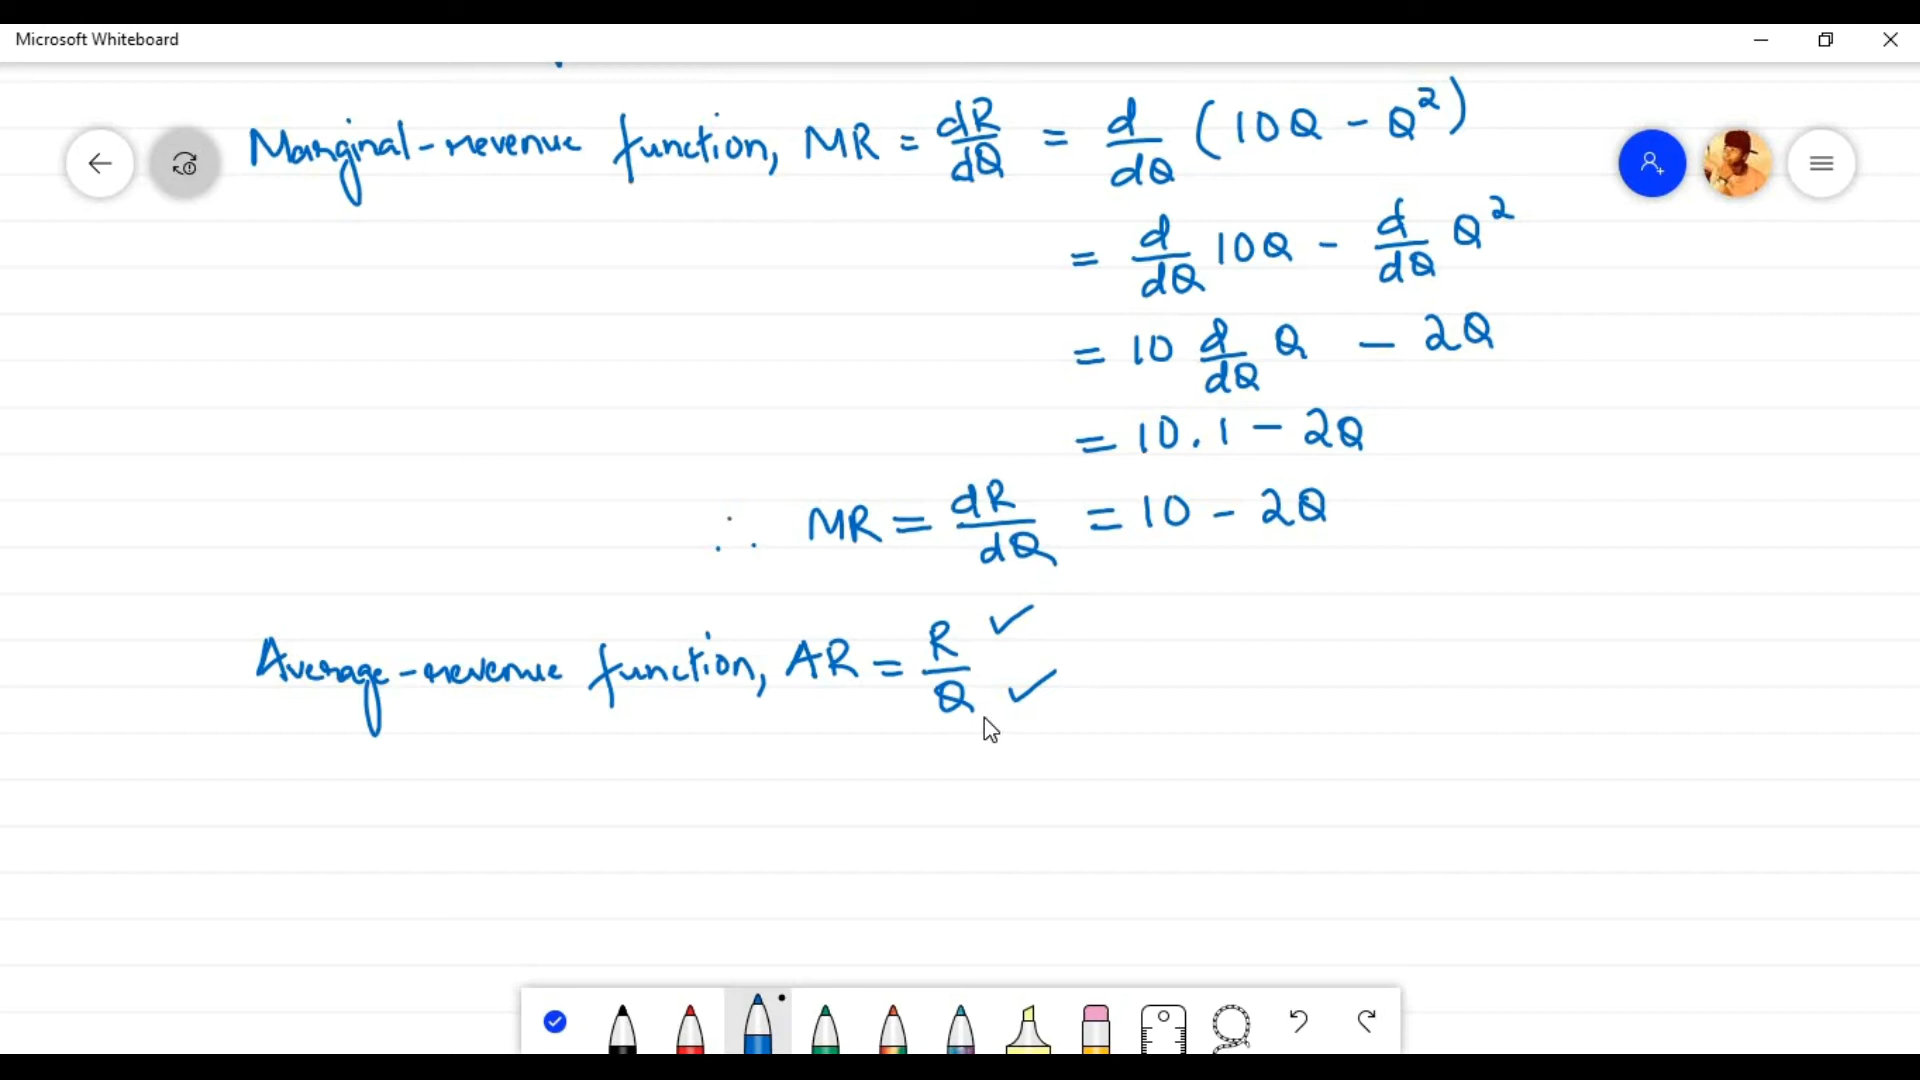 Microsoft Whiteboard
Marginal-revenue function, MR = dR/dQ = d/dQ (10Q - Q²)
= d/dQ 10Q - d/dQ Q²
= 10 d/dQ Q - 2Q
= 10.1 - 2Q
∴ MR = dR/dQ = 10 - 2Q
Average-revenue function, AR = R/Q ✓ ✓